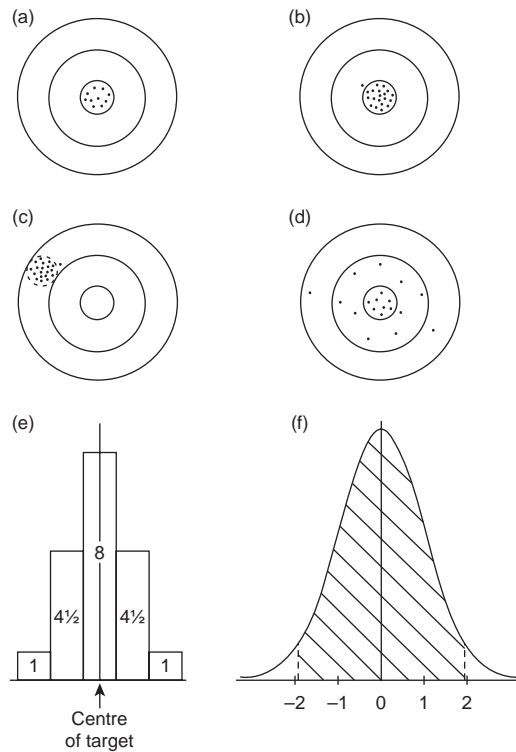 (a)
(b)
(c)
(d)
(e)
(f)
8
4½
4½
1
1
Centre
of target
–2
–1
0
1
2